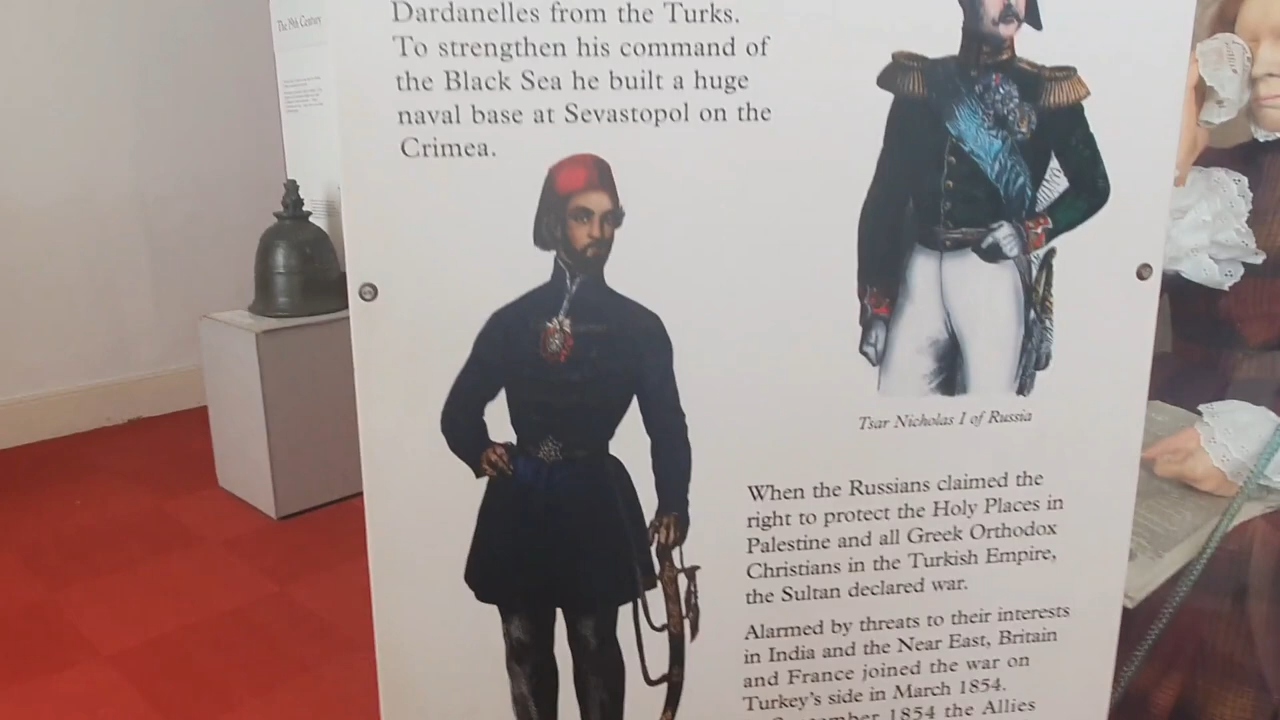 The 19th Century
Dardanelles from the Turks.
To strengthen his command of
the Black Sea he built a huge
naval base at Sevastopol on the
Crimea.
Tsar Nicholas I of Russia
When the Russians claimed the
right to protect the Holy Places in
Palestine and all Greek Orthodox
Christians in the Turkish Empire,
the Sultan declared war.
Alarmed by threats to their interests
in India and the Near East, Britain
and France joined the war on
Turkey's side in March 1854.
1854 the Allies